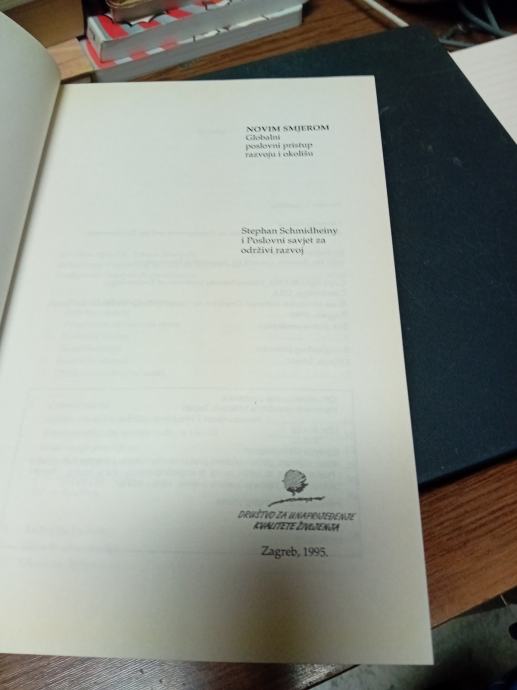 NOVIM SMJEROM
Globalni
poslovni pristup
razvoju i okolišu
Stephan Schmidheiny
i Poslovni savjet za
održivi razvoj
DRUŠTVO ZA UNAPRIJEĐENJE
KVALITETE ŽIVLJENJA
Zagreb, 1995.